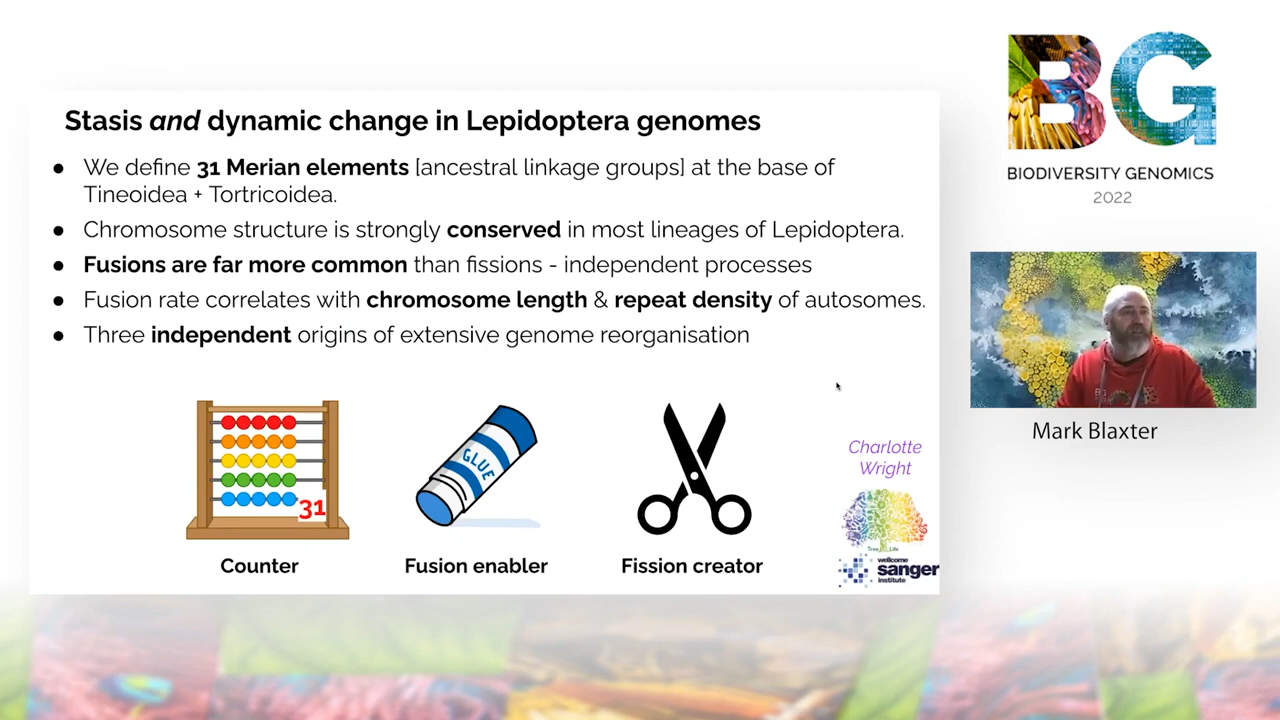 BG
BIODIVERSITY GENOMICS
2022
Stasis and dynamic change in Lepidoptera genomes
● We define 31 Merian elements [ancestral linkage groups] at the base of
Tineoidea + Tortricoidea.
● Chromosome structure is strongly conserved in most lineages of Lepidoptera.
● Fusions are far more common than fissions - independent processes
● Fusion rate correlates with chromosome length & repeat density of autosomes.
● Three independent origins of extensive genome reorganisation
31
Counter
GLUE
Fusion enabler
Fission creator
Charlotte
Wright
Tree Life
wellcome
sanger
institute
Mark Blaxter